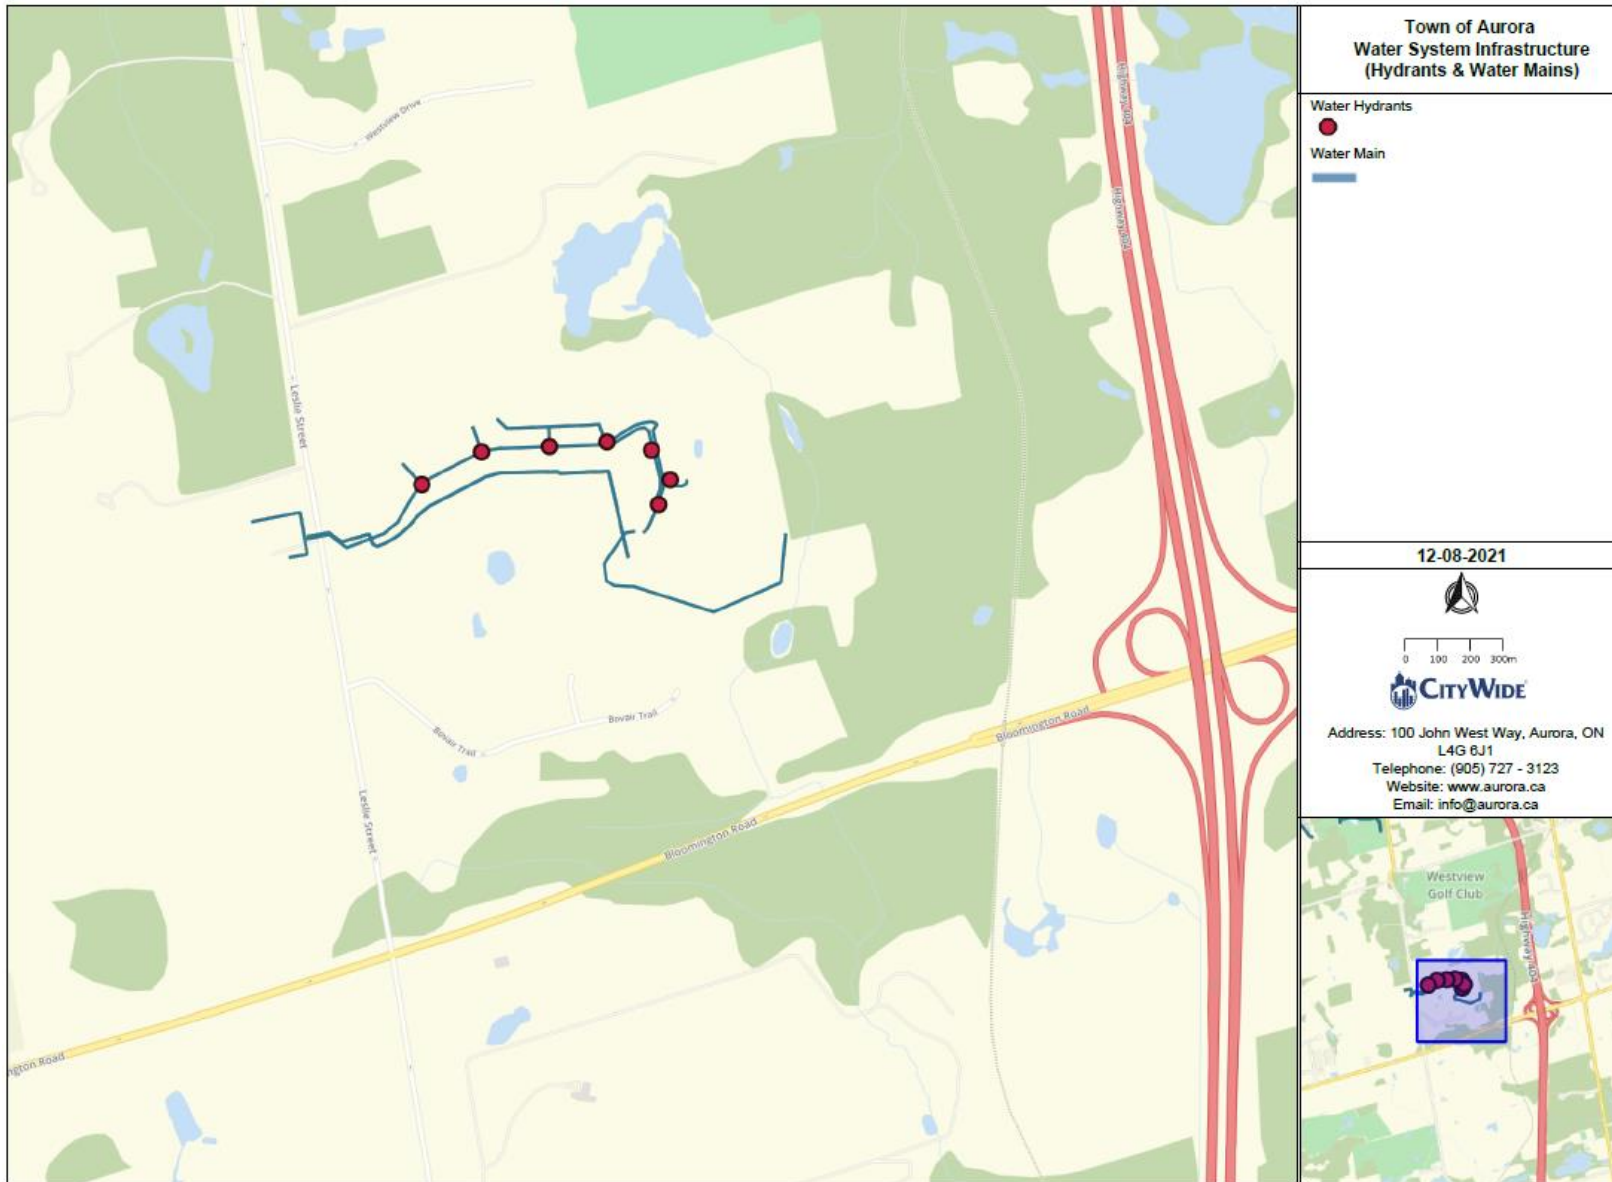 Town of Aurora
Water System Infrastructure
(Hydrants & Water Mains)
Water Hydrants
Water Main
12-08-2021
0 100 200 300m
CITYWIDE
Address: 100 John West Way, Aurora, ON
L4G 6J1
Telephone: (905) 727 - 3123
Website: www.aurora.ca
Email: info@aurora.ca
Westview
Golf Club
Highway 404
Westview Drive
Highway 404
Highway 404
Leslie Street
Bovair Trail
Bovair Trail
Bloomington Road
Leslie Street
Bloomington Road
ngton Road